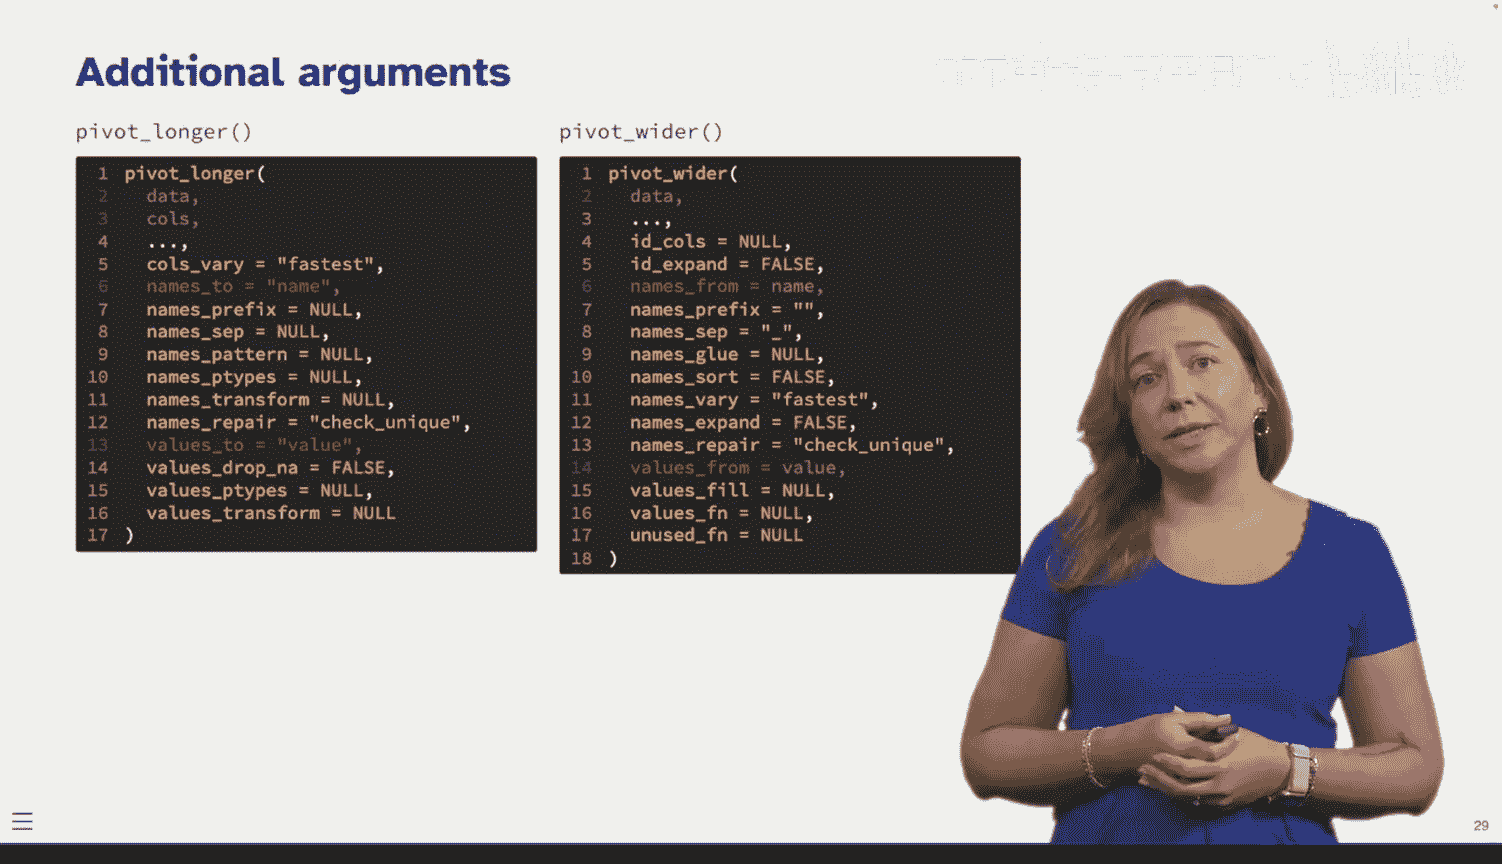 Additional arguments
pivot_longer()
1 pivot_longer(
2 data,
3 cols,
4 ...,
5 cols_vary = "fastest",
6 names_to = "name",
7 names_prefix = NULL,
8 names_sep = NULL,
9 names_pattern = NULL,
10 names_ptypes = NULL,
11 names_transform = NULL,
12 names_repair = "check_unique",
13 values_to = "value",
14 values_drop_na = FALSE,
15 values_ptypes = NULL,
16 values_transform = NULL
17 )
pivot_wider()
1 pivot_wider(
2 data,
3 ...,
4 id_cols = NULL,
5 id_expand = FALSE,
6 names_from = name,
7 names_prefix = "",
8 names_sep = "_",
9 names_glue = NULL,
10 names_sort = FALSE,
11 names_vary = "fastest",
12 names_expand = FALSE,
13 names_repair = "check_unique",
14 values_from = value,
15 values_fill = NULL,
16 values_fn = NULL,
17 unused_fn = NULL
18 )
29